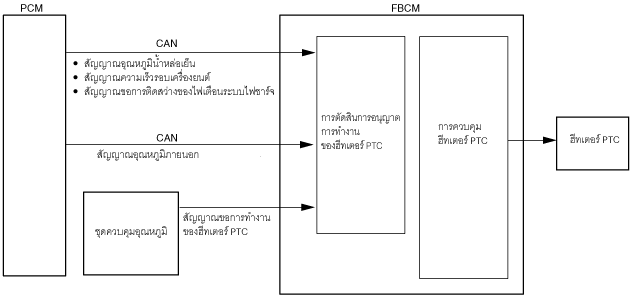 PCM
FBCM
CAN
• สัญญาณอุณหภูมิน้ำหล่อเย็น
• สัญญาณความเร็วรอบเครื่องยนต์
• สัญญาณขอการติดสว่างของไฟเตือนระบบไฟชาร์จ
CAN
สัญญาณอุณหภูมิภายนอก
ชุดควบคุมอุณหภูมิ
สัญญาณขอการทำงาน
ของฮีทเตอร์ PTC
การตัดสินการอนุญาต
การทำงาน
ของฮีทเตอร์ PTC
การควบคุม
ฮีทเตอร์ PTC
ฮีทเตอร์ PTC